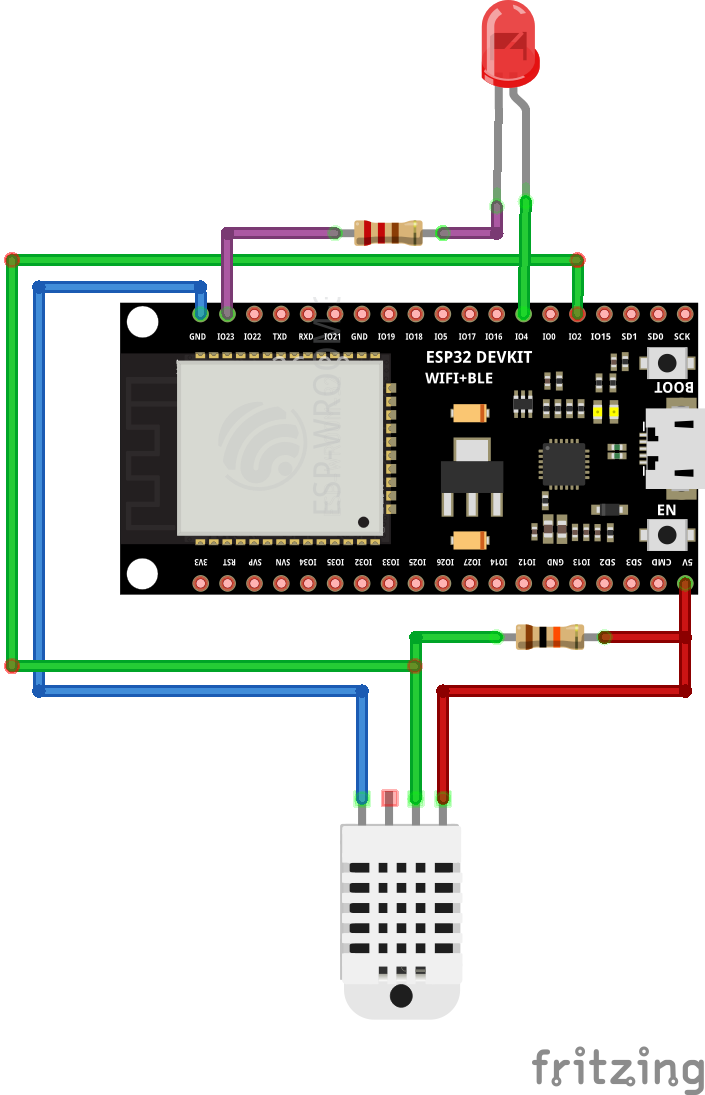 GND IO23 IO22 TXD RXD IO21 GND IO19 IO18 IO5 IO17 IO16 IO4 IO0 IO2 IO15 SD1 SD0 SCK
ESP32 DEVKIT
WIFI+BLE
BOOT
ESP-WROOM-
EN
3V3 RST SVP SVN IO34 IO35 IO32 IO33 IO25 IO26 IO27 IO14 IO12 GND IO13 SD2 SD3 CMD 5V
fritzing